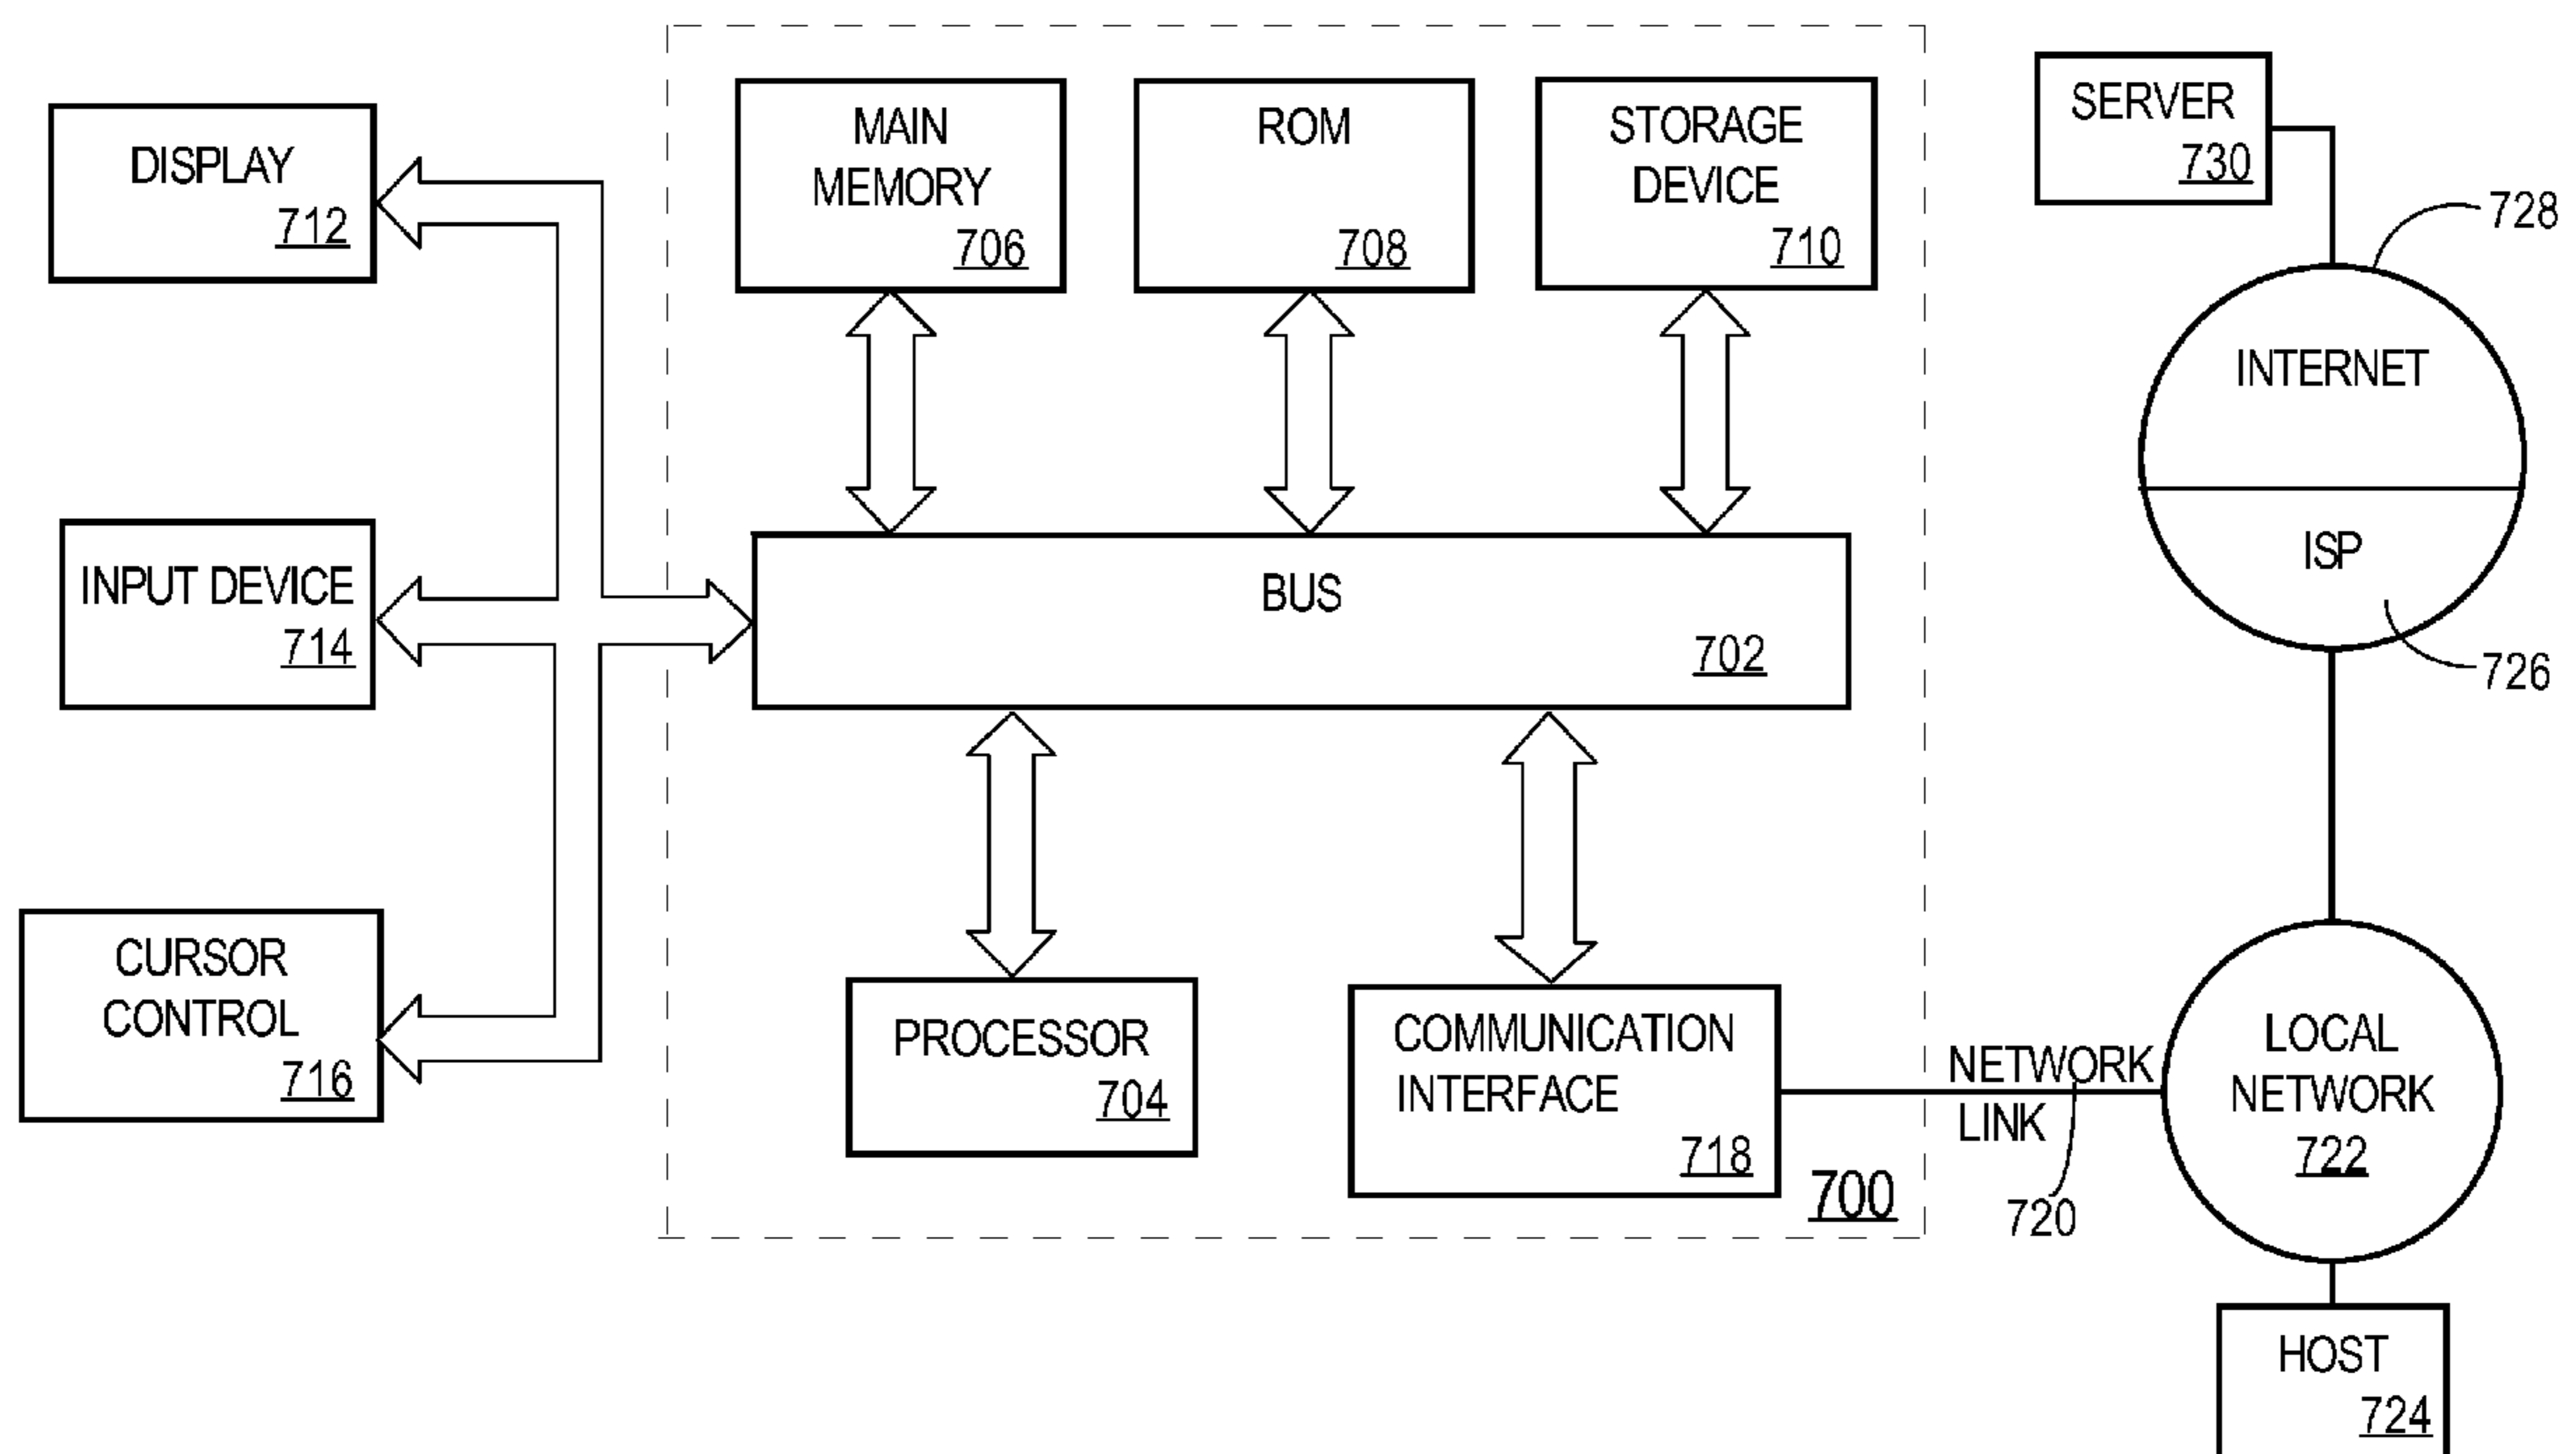 DISPLAY
712
INPUT DEVICE
714
CURSOR
CONTROL
716
MAIN
MEMORY
706
ROM
708
STORAGE
DEVICE
710
BUS
702
PROCESSOR
704
COMMUNICATION
INTERFACE
718
700
SERVER
730
728
INTERNET
ISP
726
NETWORK
LINK
720
LOCAL
NETWORK
722
HOST
724